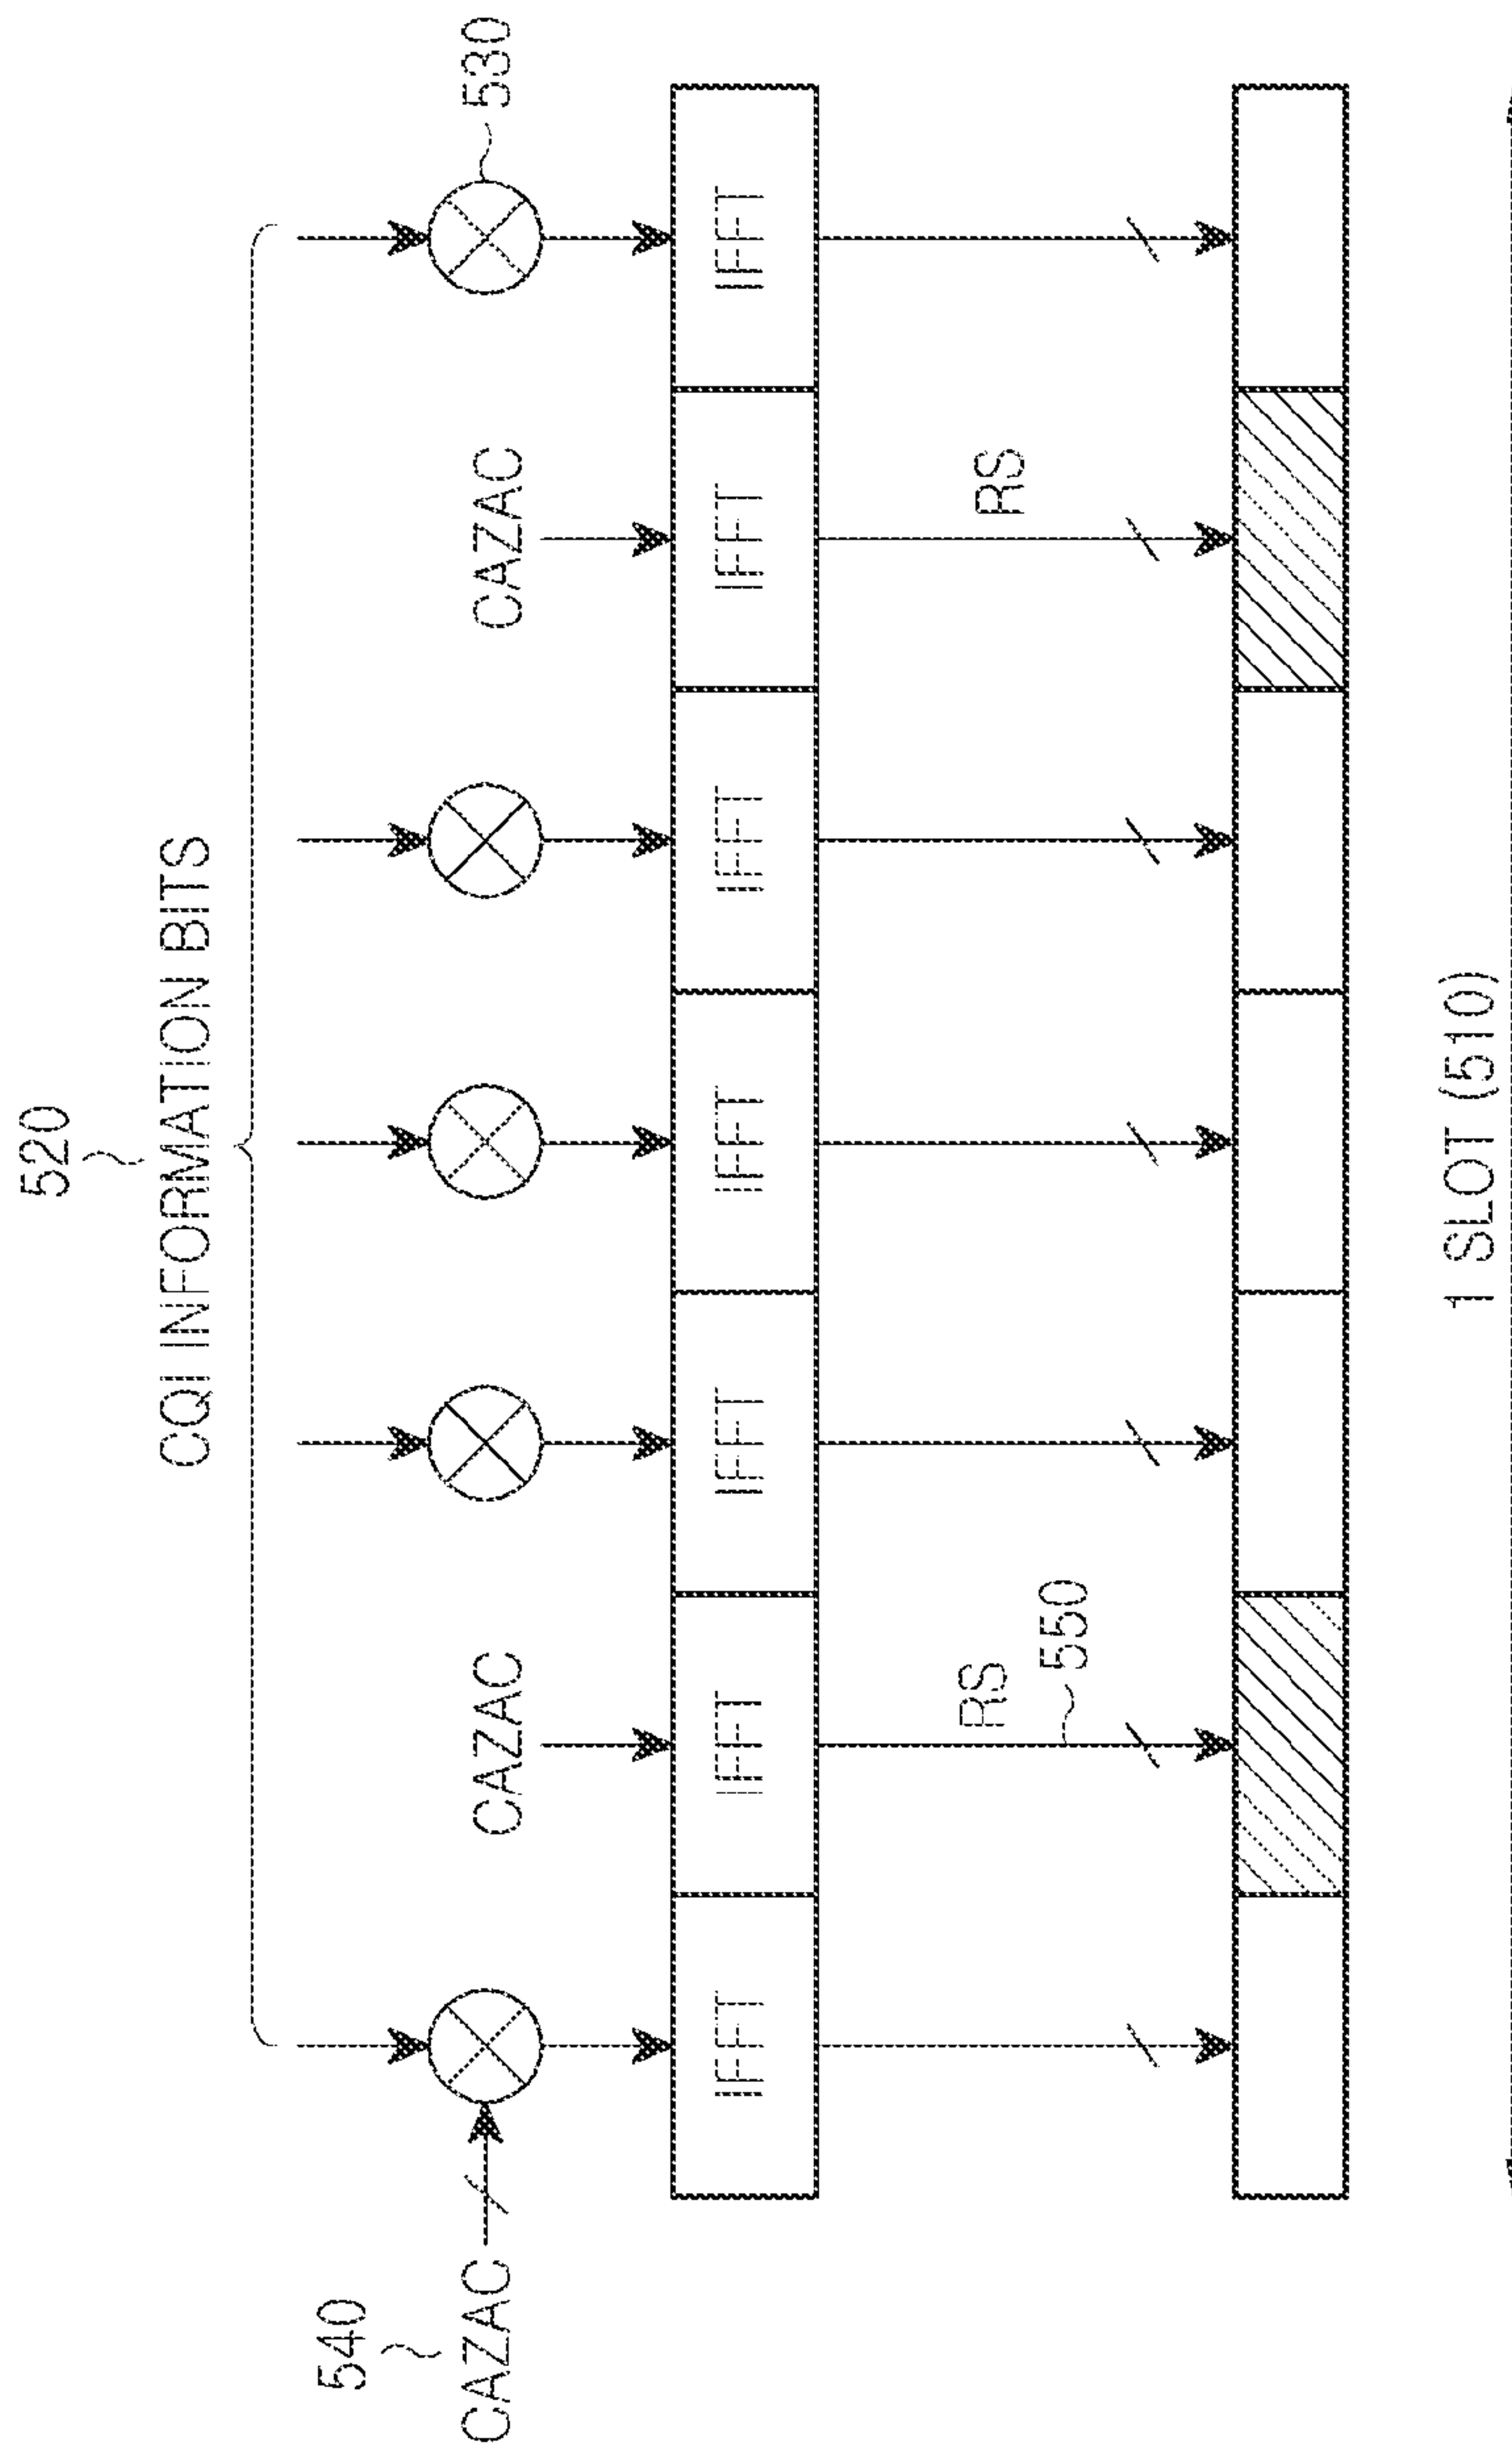 520
CQI INFORMATION BITS
540
CAZAC
CAZAC
CAZAC
530
IFFT
IFFT
IFFT
IFFT
IFFT
IFFT
IFFT
RS
550
RS
1 SLOT (510)